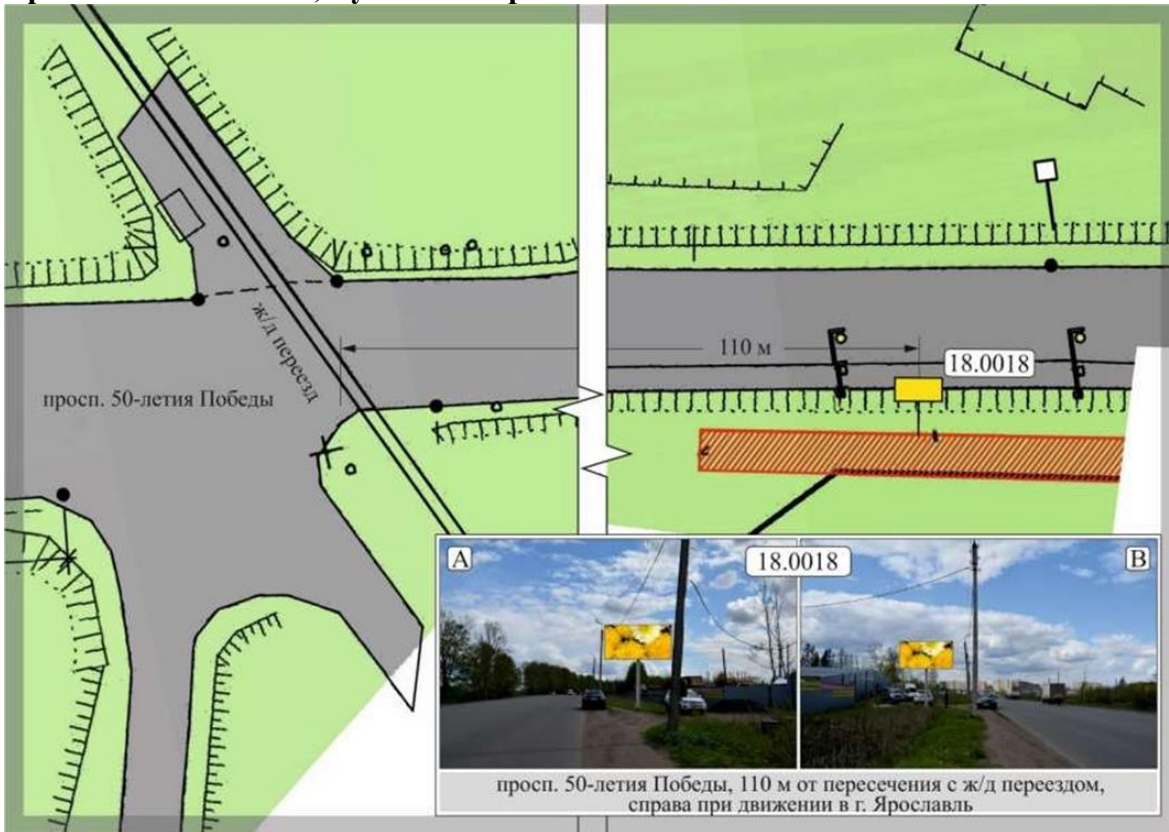 ж/д переезд
110 м
18.0018
просп. 50-летия Победы
A
18.0018
B
просп. 50-летия Победы, 110 м от пересечения с ж/д переездом,
справа при движении в г. Ярославль